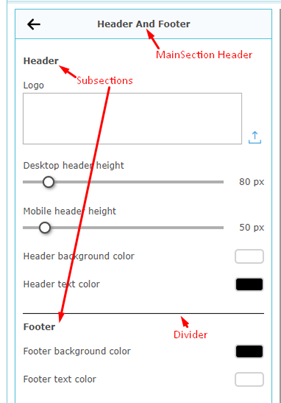 Header And Footer
MainSection Header
Header
Subsections
Logo
Desktop header height
80 px
Mobile header height
50 px
Header background color
Header text color
Footer
Divider
Footer background color
Footer text color